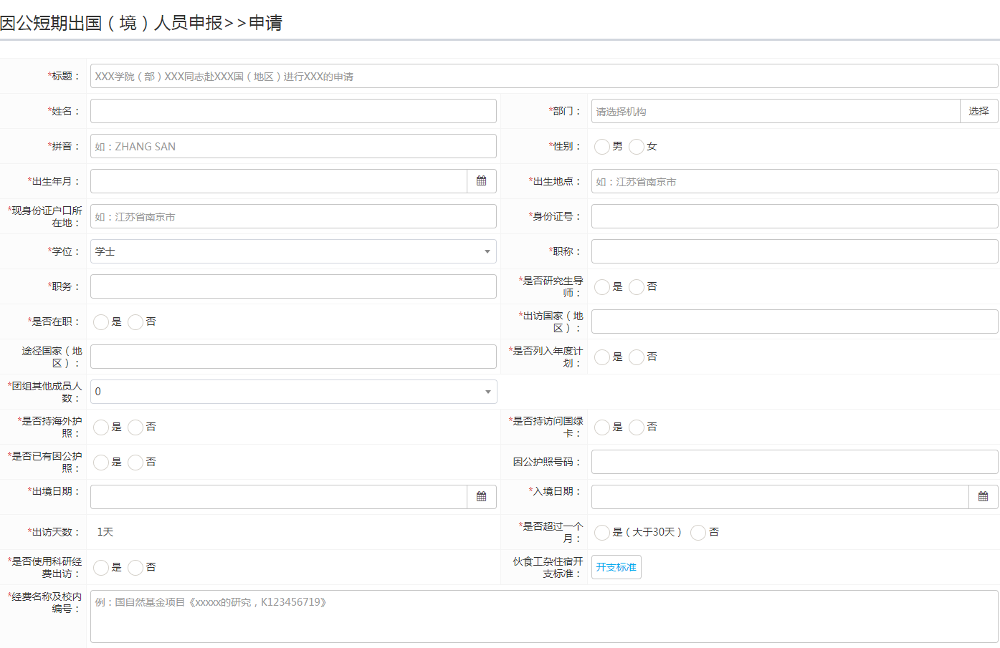 因公短期出国（境）人员申报>>申请
*标题： XXX学院（部）XXX同志赴XXX国（地区）进行XXX的申请
*姓名： *部门： 请选择机构 选择
*拼音： 如：ZHANG SAN *性别： 男 女
*出生年月： *出生地点： 如：江苏省南京市
*现身份证户口所
在地： 如：江苏省南京市 *身份证号：
*学位： 学士 *职称：
*职务： *是否研究生导
师： 是 否
*是否在职： 是 否 *出访国家（地
区）：
途径国家（地
区）： *是否列入年度计
划： 是 否
*团组其他成员人
数： 0
*是否持海外护
照： 是 否 *是否持访问国绿
卡： 是 否
*是否已有因公护
照： 是 否 因公护照号码：
*出境日期： *入境日期：
*出访天数： 1天 *是否超过一个
月： 是（大于30天） 否
*是否使用科研经
费出访： 是 否 伙食工杂住宿开
支标准： 开支标准
*经费名称及校内
编号： 例：国自然基金项目《xxxxx的研究，K123456719》